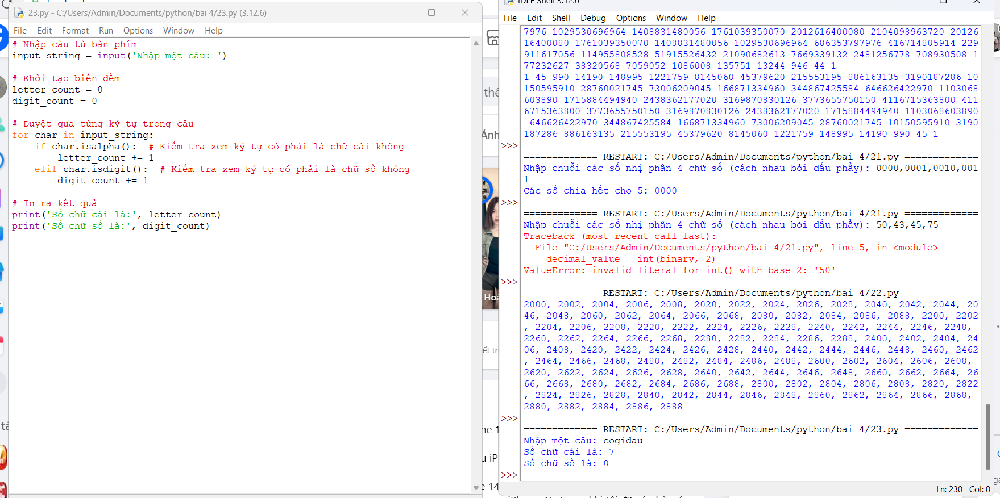 23.py - C:/Users/Admin/Documents/python/bai 4/23.py (3.12.6)
File Edit Format Run Options Window Help
# Nhập câu từ bàn phím
input_string = input('Nhập một câu: ')
# Khởi tạo biến đếm
letter_count = 0
digit_count = 0
# Duyệt qua từng ký tự trong câu
for char in input_string:
if char.isalpha():  # Kiểm tra xem ký tự có phải là chữ cái không
letter_count += 1
elif char.isdigit():  # Kiểm tra xem ký tự có phải là chữ số không
digit_count += 1
# In ra kết quả
print('Số chữ cái là:', letter_count)
print('Số chữ số là:', digit_count)
IDLE Shell 3.12.6
File Edit Shell Debug Options Window Help
7976 1029530696964 1408831480056 1761039350070 2012616400080 2104098963720 20126
16400080 1761039350070 1408831480056 1029530696964 686353797976 416714805914 229
911617056 114955808528 51915526432 21090682613 7669339132 2481256778 708930508 1
77232627 38320568 7059052 1086008 135751 13244 946 44 1
1 45 990 14190 148995 1221759 8145060 45379620 215553195 886163135 3190187286 10
150595910 28760021745 73006209045 166871334960 344867425584 646626422970 1103068
603890 1715884494940 2438362177020 3169870830126 3773655750150 4116715363800 411
6715363800 3773655750150 3169870830126 2438362177020 1715884494940 1103068603890
646626422970 344867425584 166871334960 73006209045 28760021745 10150595910 3190
187286 886163135 215553195 45379620 8145060 1221759 148995 14190 990 45 1
>>>
============= RESTART: C:/Users/Admin/Documents/python/bai 4/21.py =============
Nhập chuỗi các số nhị phân 4 chữ số (cách nhau bởi dấu phẩy): 0000,0001,0010,001
1
Các số chia hết cho 5: 0000
>>>
============= RESTART: C:/Users/Admin/Documents/python/bai 4/21.py =============
Nhập chuỗi các số nhị phân 4 chữ số (cách nhau bởi dấu phẩy): 50,43,45,75
Traceback (most recent call last):
File "C:/Users/Admin/Documents/python/bai 4/21.py", line 5, in <module>
decimal_value = int(binary, 2)
ValueError: invalid literal for int() with base 2: '50'
>>>
============= RESTART: C:/Users/Admin/Documents/python/bai 4/22.py =============
2000, 2002, 2004, 2006, 2008, 2020, 2022, 2024, 2026, 2028, 2040, 2042, 2044, 20
46, 2048, 2060, 2062, 2064, 2066, 2068, 2080, 2082, 2084, 2086, 2088, 2200, 2202
, 2204, 2206, 2208, 2220, 2222, 2224, 2226, 2228, 2240, 2242, 2244, 2246, 2248,
2260, 2262, 2264, 2266, 2268, 2280, 2282, 2284, 2286, 2288, 2400, 2402, 2404, 24
06, 2408, 2420, 2422, 2424, 2426, 2428, 2440, 2442, 2444, 2446, 2448, 2460, 2462
, 2464, 2466, 2468, 2480, 2482, 2484, 2486, 2488, 2600, 2602, 2604, 2606, 2608,
2620, 2622, 2624, 2626, 2628, 2640, 2642, 2644, 2646, 2648, 2660, 2662, 2664, 26
66, 2668, 2680, 2682, 2684, 2686, 2688, 2800, 2802, 2804, 2806, 2808, 2820, 2822
, 2824, 2826, 2828, 2840, 2842, 2844, 2846, 2848, 2860, 2862, 2864, 2866, 2868,
2880, 2882, 2884, 2886, 2888
>>>
============= RESTART: C:/Users/Admin/Documents/python/bai 4/23.py =============
Nhập một câu: cogidau
Số chữ cái là: 7
Số chữ số là: 0
>>>
Ln: 230 Col: 0